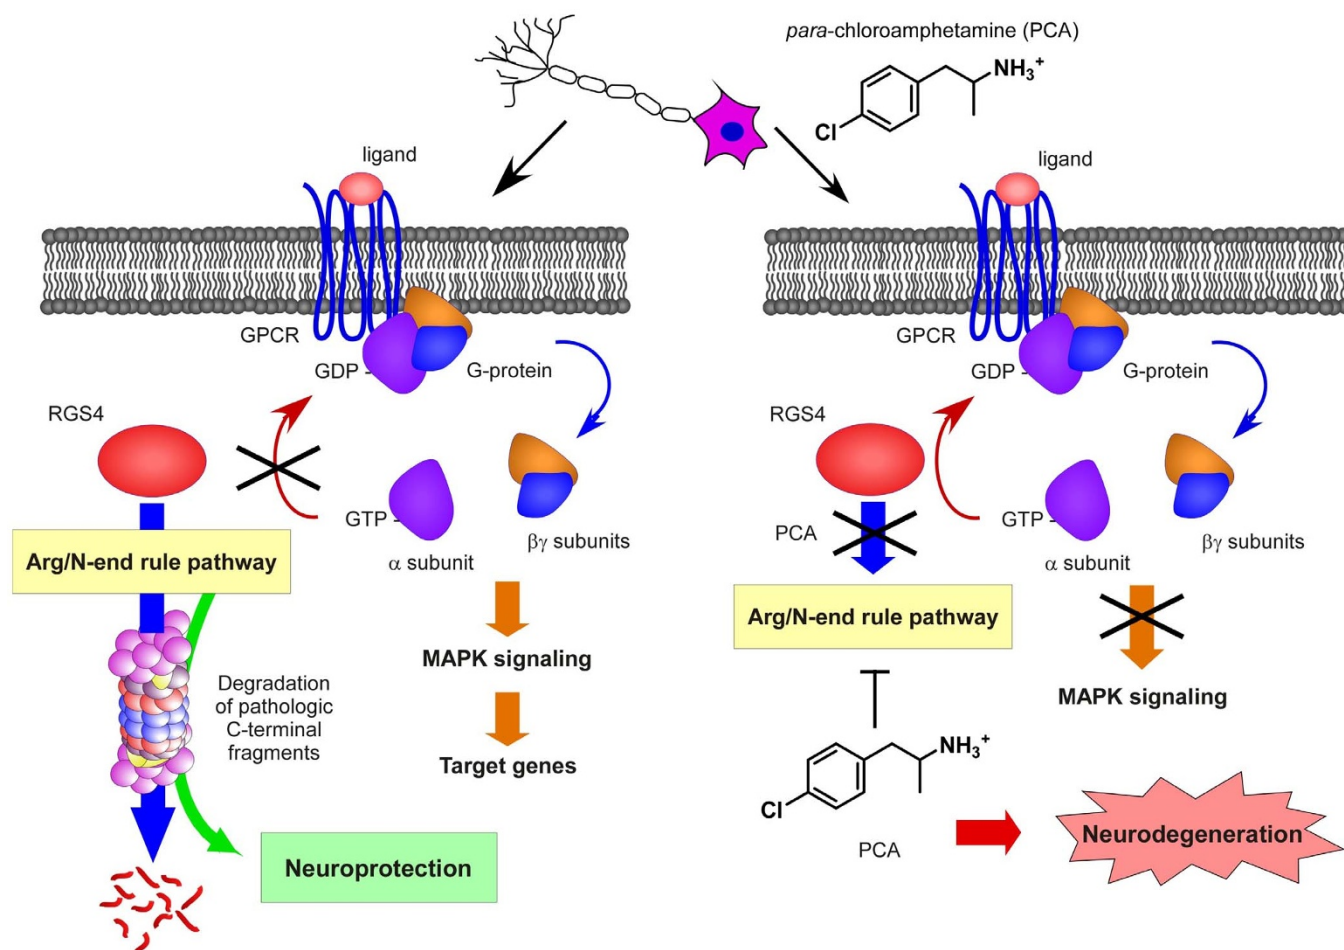 para-chloroamphetamine (PCA)
NH₃⁺
Cl
ligand
GPCR
GDP -
G-protein
RGS4
GTP -
α subunit
βγ subunits
Arg/N-end rule pathway
MAPK signaling
Degradation
of pathologic
C-terminal
fragments
Target genes
Neuroprotection
ligand
GPCR
GDP -
G-protein
RGS4
PCA
GTP -
α subunit
βγ subunits
Arg/N-end rule pathway
MAPK signaling
NH₃⁺
Cl
PCA
Neurodegeneration